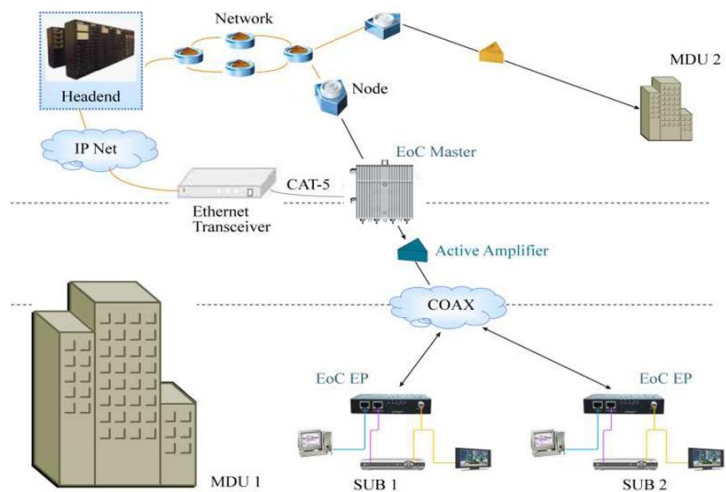 Network
Headend
MDU 2
Node
IP Net
EoC Master
CAT-5
Ethernet
Transceiver
Active Amplifier
COAX
EoC EP
EoC EP
MDU 1
SUB 1
SUB 2